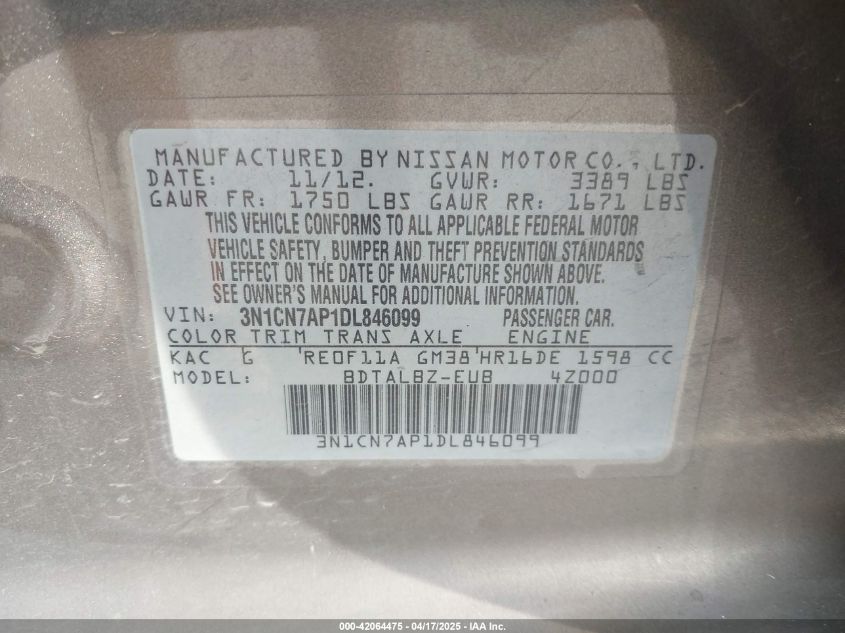 MANUFACTURED BY NISSAN MOTOR CO., LTD.
DATE: 11/12. GVWR: 3389 LBS
GAWR FR: 1750 LBS GAWR RR: 1671 LBS
THIS VEHICLE CONFORMS TO ALL APPLICABLE FEDERAL MOTOR
VEHICLE SAFETY, BUMPER AND THEFT PREVENTION STANDARDS
IN EFFECT ON THE DATE OF MANUFACTURE SHOWN ABOVE.
SEE OWNER'S MANUAL FOR ADDITIONAL INFORMATION.
VIN: 3N1CN7AP1DL846099 PASSENGER CAR.
COLOR TRIM TRANS AXLE ENGINE
KAC G RE0F11A GM38 HR16DE 1598 CC
MODEL: BDTALBZ-EUB 4Z000
3N1CN7AP1DL846099
000-42064475 - 04/17/2025 - IAA Inc.